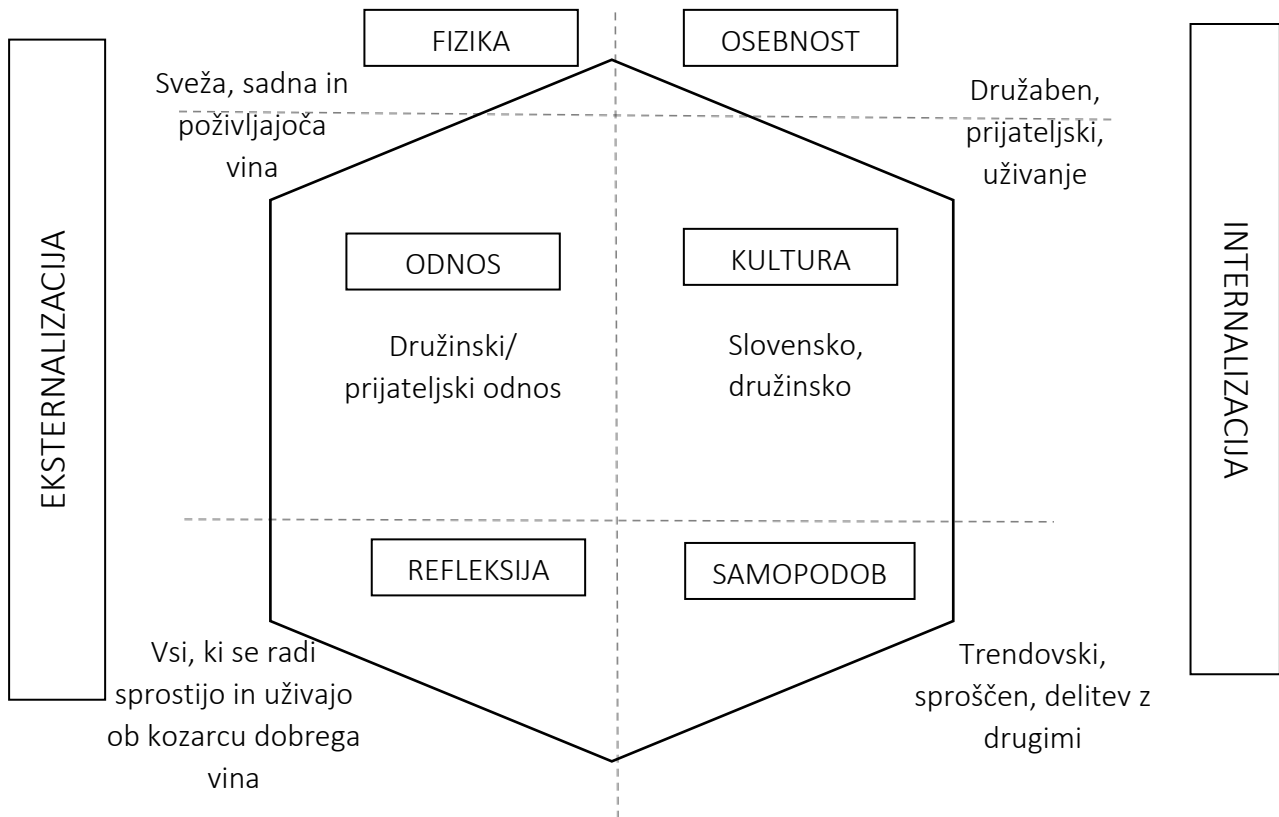 FIZIKA
OSEBNOST
Sveža, sadna in
poživljajoča
vina
Družaben,
prijateljski,
uživanje
EKSTERNALIZACIJA
INTERNALIZACIJA
ODNOS
KULTURA
Družinski/
prijateljski odnos
Slovensko,
družinsko
REFLEKSIJA
SAMOPODOB
Vsi, ki se radi
sprostijo in uživajo
ob kozarcu dobrega
vina
Trendovski,
sproščen, delitev z
drugimi